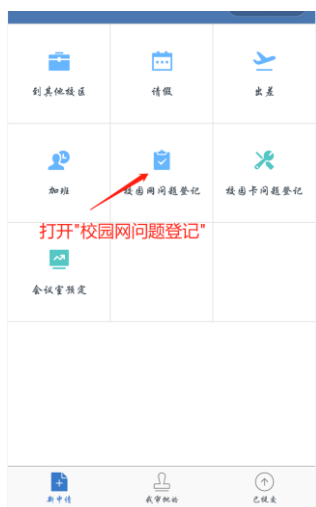 到其他校区
请假
出差
加班
校园网问题登记
校园卡问题登记
打开"校园网问题登记"
会议室预定
新申请
我审批的
已提交